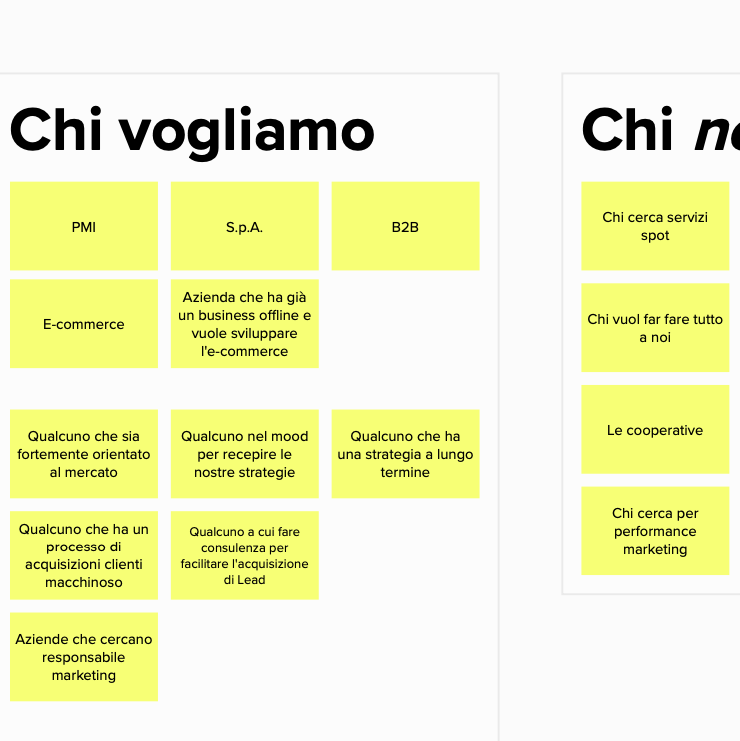 Chi vogliamo
PMI
S.p.A.
B2B
E-commerce
Azienda che ha già
un business offline e
vuole sviluppare
l'e-commerce
Qualcuno che sia
fortemente orientato
al mercato
Qualcuno nel mood
per recepire le
nostre strategie
Qualcuno che ha
una strategia a lungo
termine
Qualcuno che ha un
processo di
acquisizioni clienti
macchinoso
Qualcuno a cui fare
consulenza per
facilitare l'acquisizione
di Lead
Aziende che cercano
responsabile
marketing
Chi
Chi cerca servizi
spot
Chi vuol far fare tutto
a noi
Le cooperative
Chi cerca per
performance
marketing